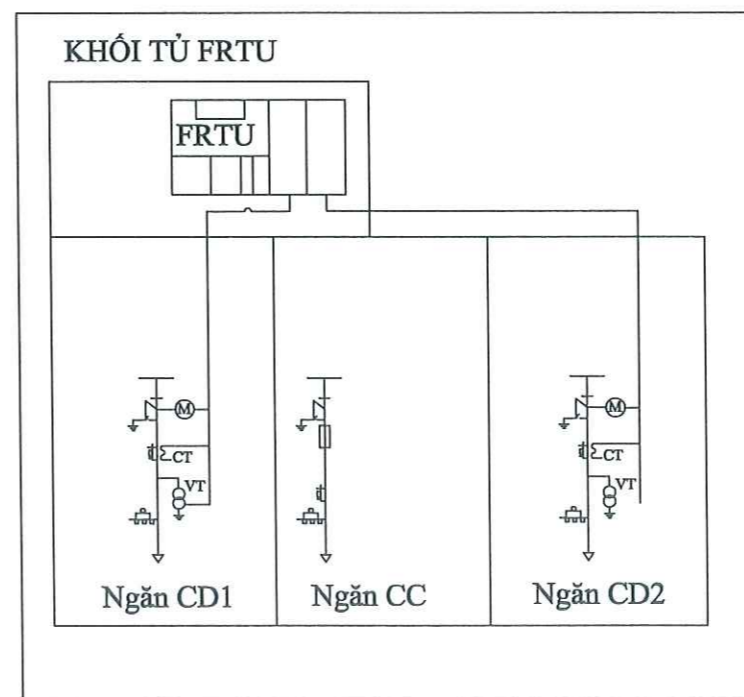 KHỐI TỦ FRTU
FRTU
M
CT
VT
M
CT
VT
Ngăn CD1
Ngăn CC
Ngăn CD2